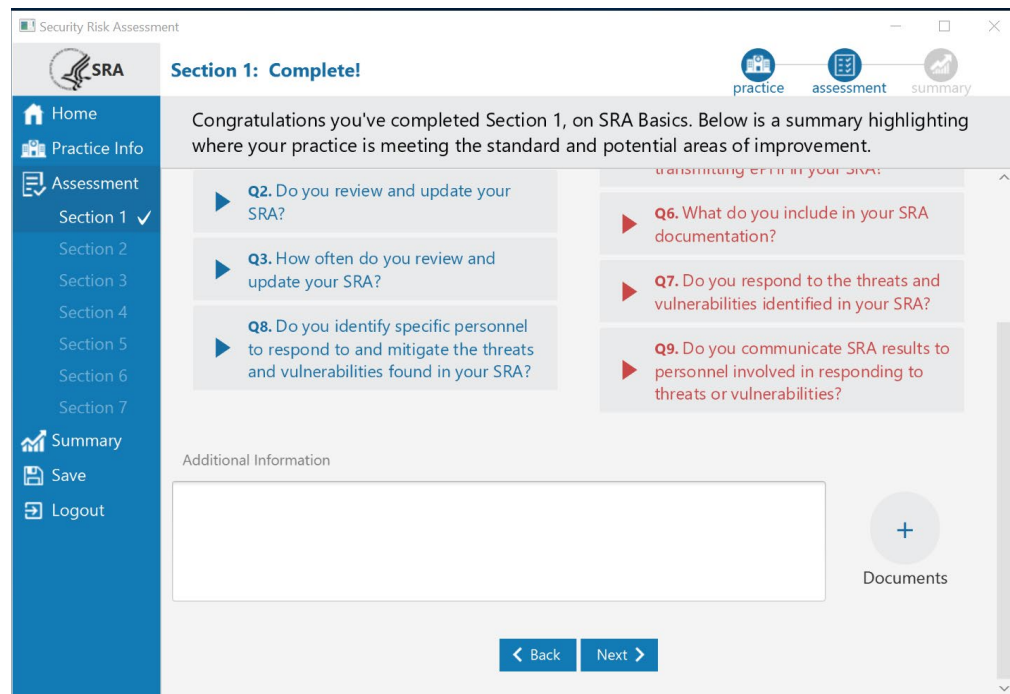 Security Risk Assessment
SRA
Section 1: Complete!
practice
assessment
summary
Home
Practice Info
Assessment
Section 1
Section 2
Section 3
Section 4
Section 5
Section 6
Section 7
Summary
Save
Logout
Congratulations you've completed Section 1, on SRA Basics. Below is a summary highlighting
where your practice is meeting the standard and potential areas of improvement.
Q2. Do you review and update your
SRA?
Q3. How often do you review and
update your SRA?
Q8. Do you identify specific personnel
to respond to and mitigate the threats
and vulnerabilities found in your SRA?
transmitting ePHI in your SRA?
Q6. What do you include in your SRA
documentation?
Q7. Do you respond to the threats and
vulnerabilities identified in your SRA?
Q9. Do you communicate SRA results to
personnel involved in responding to
threats or vulnerabilities?
Additional Information
+
Documents
Back
Next